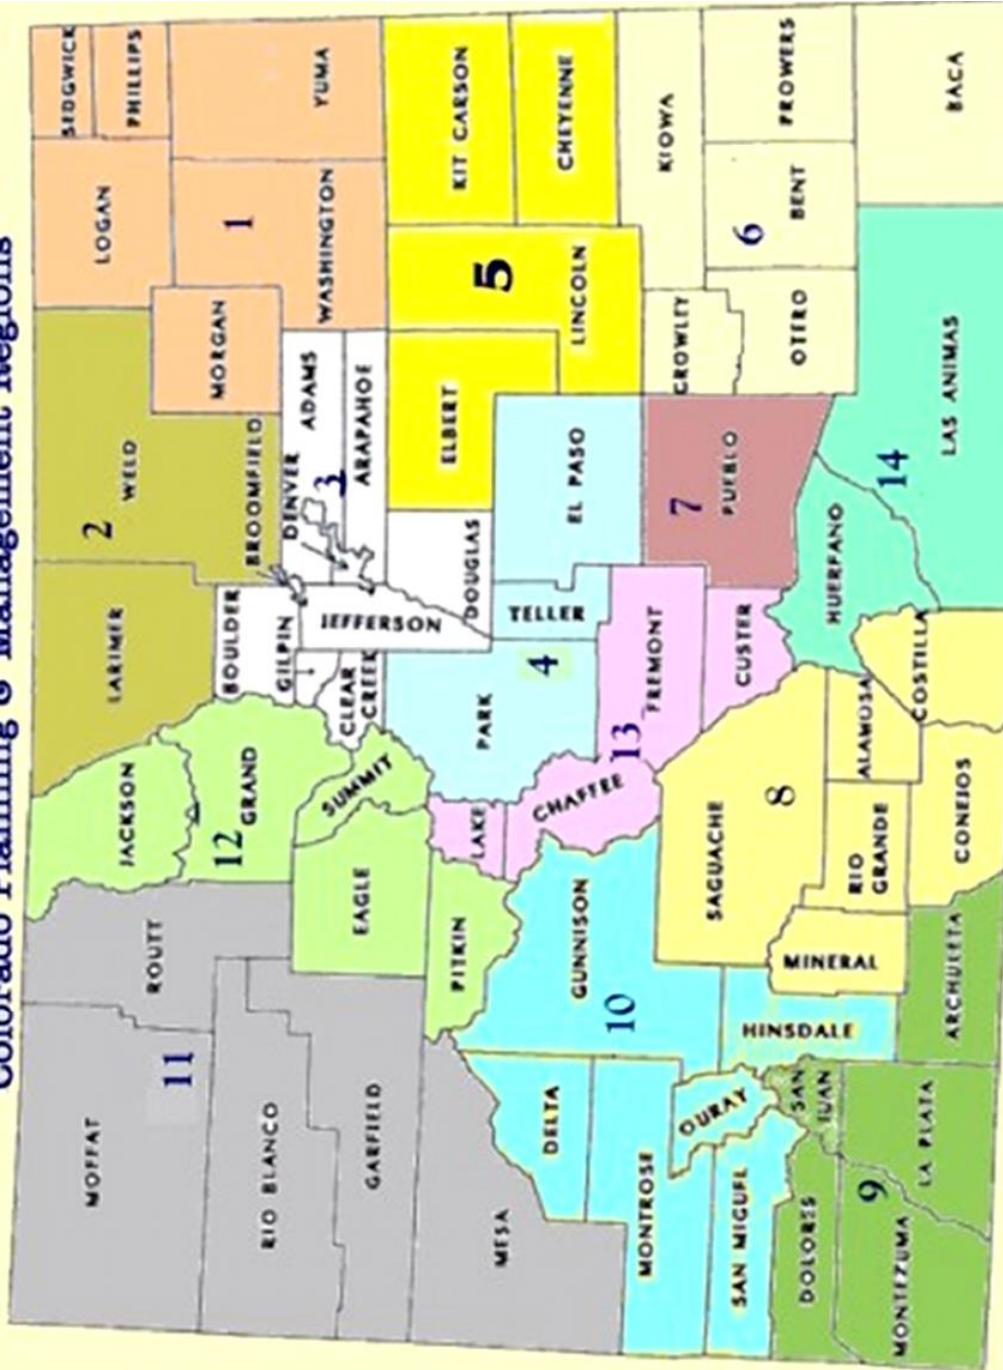 Colorado Planning & Management Regions
MOFFAT
11
ROUTT
JACKSON
LARIMER
2
WELD
LOGAN
SEDGWICK
PHILLIPS
MORGAN
1
WASHINGTON
YUMA
RIO BLANCO
12
GRAND
BOULDER
BROOMFIELD
GILPIN
DENVER
ADAMS
3
ARAPAHOE
GARFIELD
EAGLE
SUMMIT
CLEAR
CREEK
JEFFERSON
MESA
PITKIN
LAKE
PARK
4
DOUGLAS
ELBERT
5
LINCOLN
KIT CARSON
CHEYENNE
DELTA
GUNNISON
10
CHAFFEE
13
TELLER
EL PASO
MONTROSE
OURAY
FREMONT
7
PUEBLO
CROWLEY
KIOWA
SAN MIGUEL
HINSDALE
SAGUACHE
8
CUSTER
OTERO
6
BENT
PROWERS
DOLORES
SAN
JUAN
MINERAL
RIO
GRANDE
ALAMOSA
HUERFANO
14
LAS ANIMAS
BACA
MONTEZUMA
9
LA PLATA
ARCHULETA
CONEJOS
COSTILLA